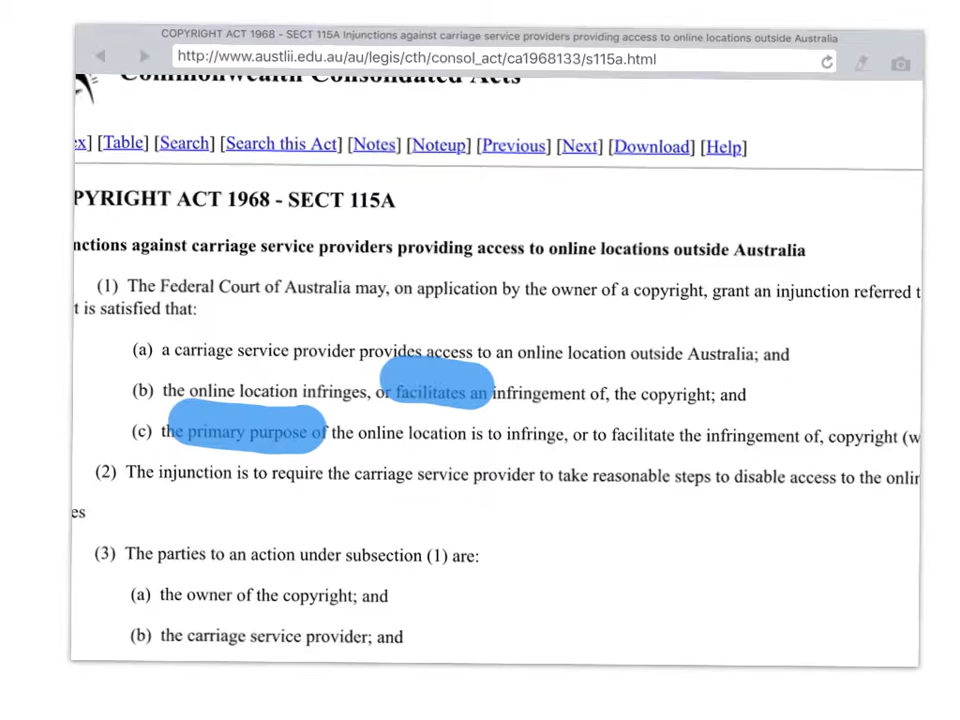 COPYRIGHT ACT 1968 - SECT 115A Injunctions against carriage service providers providing access to online locations outside Australia
http://www.austlii.edu.au/au/legis/cth/consol_act/ca1968133/s115a.html
Commonwealth Consolidated Acts
ex] [Table] [Search] [Search this Act] [Notes] [Noteup] [Previous] [Next] [Download] [Help]
PYRIGHT ACT 1968 - SECT 115A
nctions against carriage service providers providing access to online locations outside Australia
(1) The Federal Court of Australia may, on application by the owner of a copyright, grant an injunction referred t
t is satisfied that:
(a) a carriage service provider provides access to an online location outside Australia; and
(b) the online location infringes, or facilitates an infringement of, the copyright; and
(c) the primary purpose of the online location is to infringe, or to facilitate the infringement of, copyright (w
(2) The injunction is to require the carriage service provider to take reasonable steps to disable access to the onlin
es
(3) The parties to an action under subsection (1) are:
(a) the owner of the copyright; and
(b) the carriage service provider; and